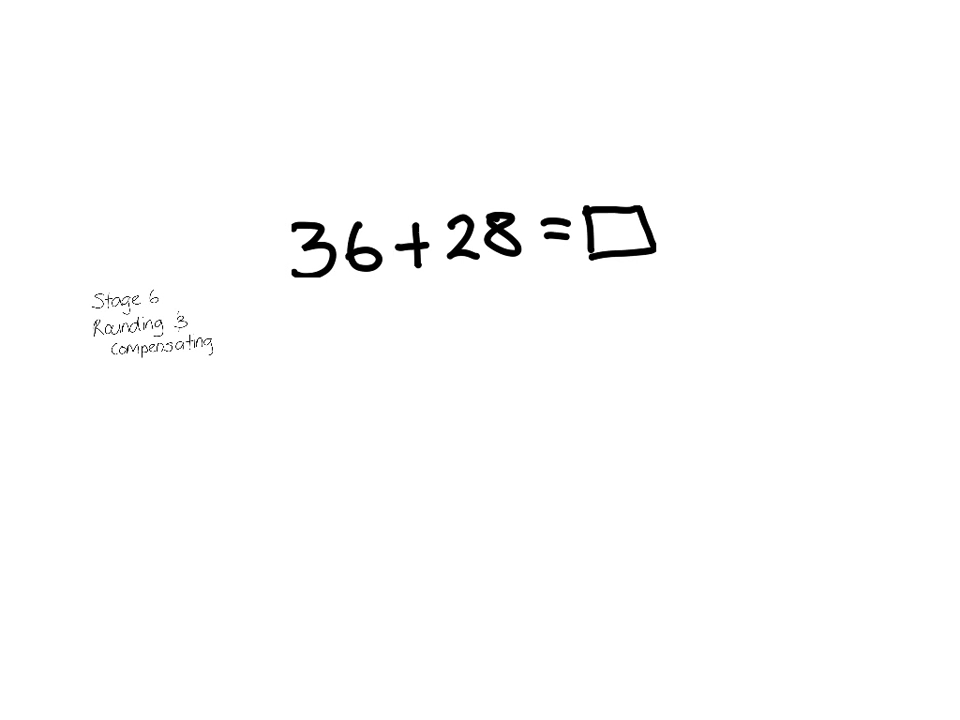 36 + 28 = □
Stage 6
Rounding &
compensating